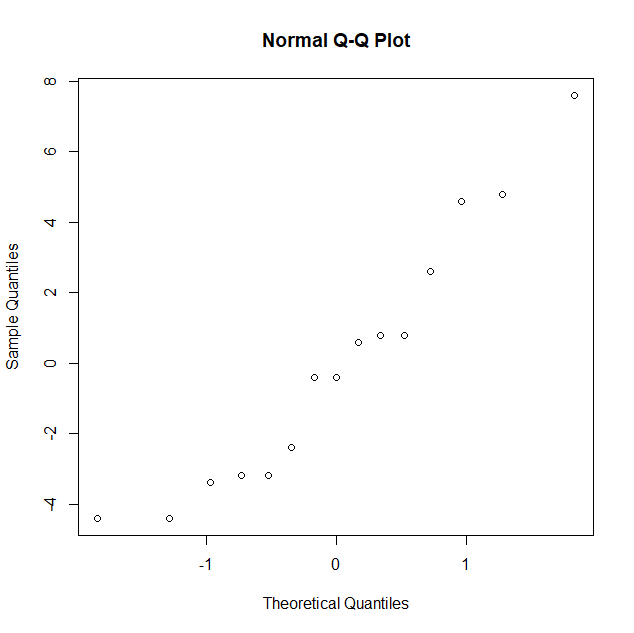 Normal Q-Q Plot
8
6
4
2
0
-2
-4
Sample Quantiles
-1 0 1
Theoretical Quantiles